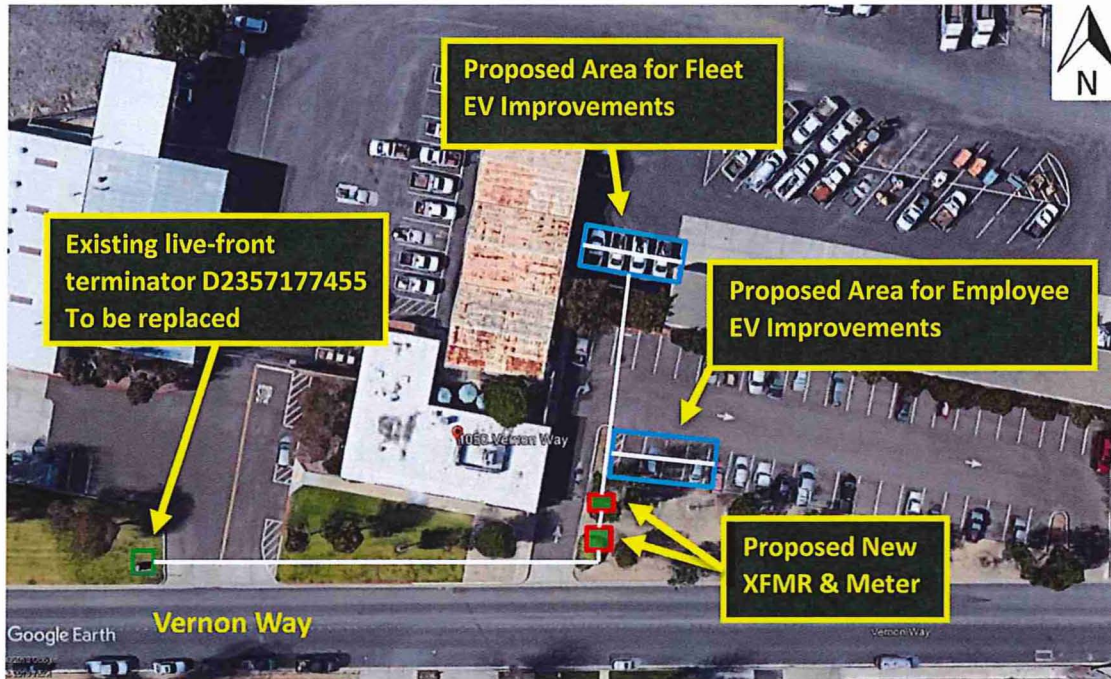 Proposed Area for Fleet
EV Improvements
N
Existing live-front
terminator D2357177455
To be replaced
Proposed Area for Employee
EV Improvements
Vernon Way
Proposed New
XFMR & Meter
Vernon Way
Google Earth
Vernon Way